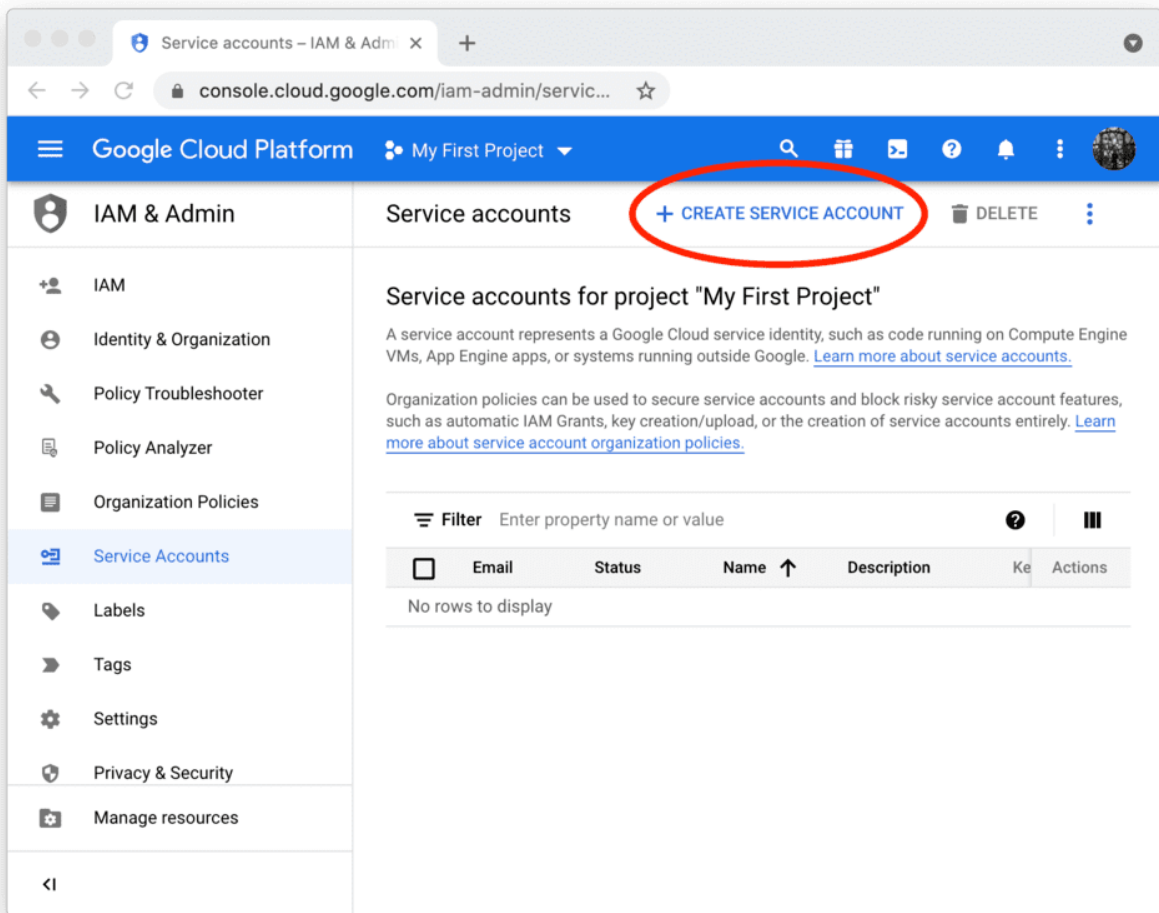 Service accounts – IAM & Adm
console.cloud.google.com/iam-admin/servic...
Google Cloud Platform
My First Project
IAM & Admin
Service accounts
+ CREATE SERVICE ACCOUNT
DELETE
IAM
Identity & Organization
Policy Troubleshooter
Policy Analyzer
Organization Policies
Service Accounts
Labels
Tags
Settings
Privacy & Security
Manage resources
Service accounts for project "My First Project"
A service account represents a Google Cloud service identity, such as code running on Compute Engine
VMs, App Engine apps, or systems running outside Google. Learn more about service accounts.
Organization policies can be used to secure service accounts and block risky service account features,
such as automatic IAM Grants, key creation/upload, or the creation of service accounts entirely. Learn
more about service account organization policies.
Filter Enter property name or value
Email Status Name Description Ke Actions
No rows to display